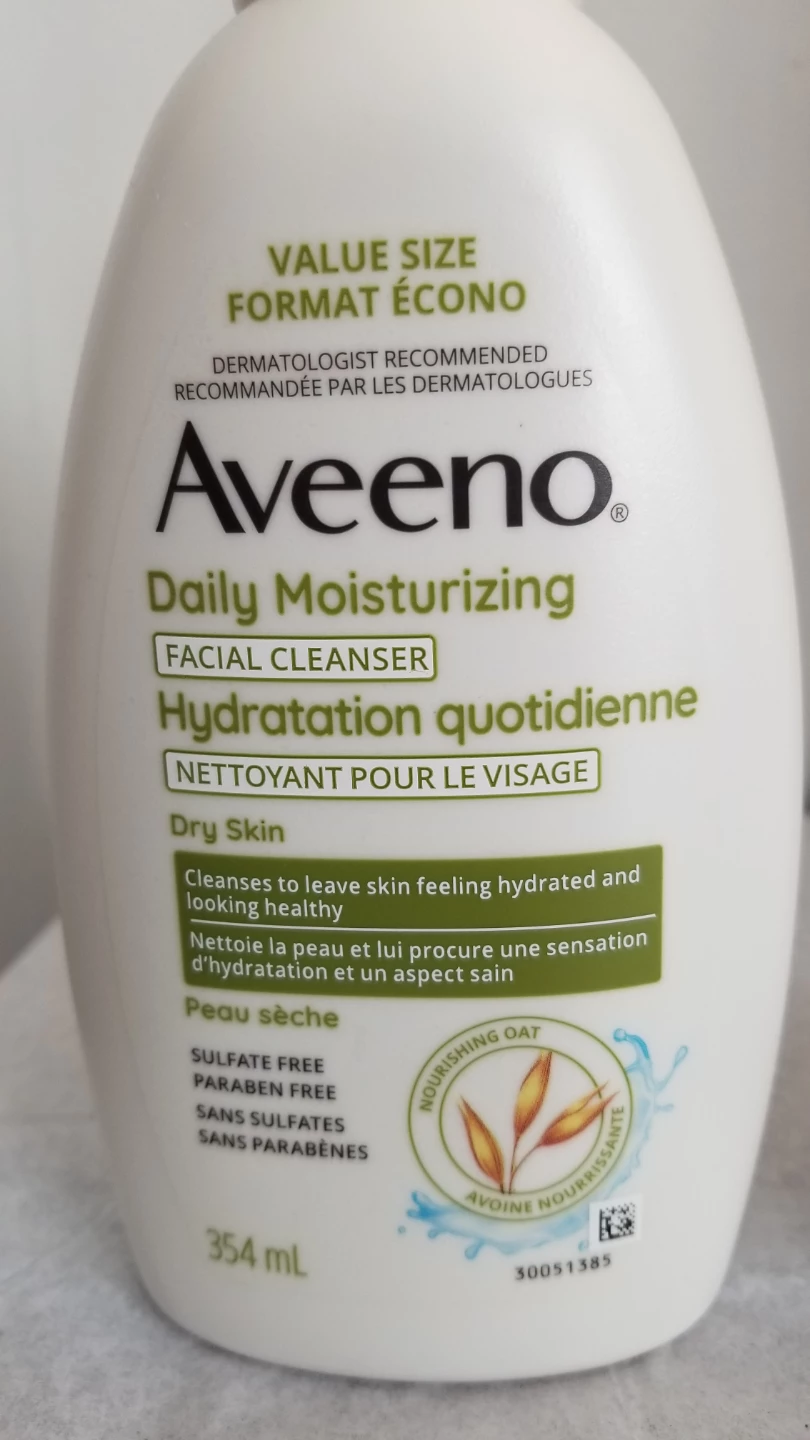 VALUE SIZE
FORMAT ÉCONO
DERMATOLOGIST RECOMMENDED
RECOMMANDÉE PAR LES DERMATOLOGUES
Aveeno®
Daily Moisturizing
FACIAL CLEANSER
Hydratation quotidienne
NETTOYANT POUR LE VISAGE
Dry Skin
Cleanses to leave skin feeling hydrated and
looking healthy
Nettoie la peau et lui procure une sensation
d'hydratation et un aspect sain
Peau sèche
SULFATE FREE
PARABEN FREE
SANS SULFATES
SANS PARABÈNES
NOURISHING OAT
AVOINE NOURRISSANTE
354 mL
30051385